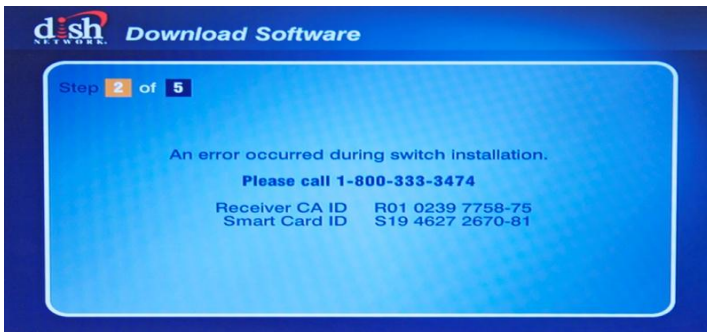 dish
NETWORK.
Download Software
Step 2 of 5
An error occurred during switch installation.
Please call 1-800-333-3474
Receiver CA ID R01 0239 7758-75
Smart Card ID S19 4627 2670-81